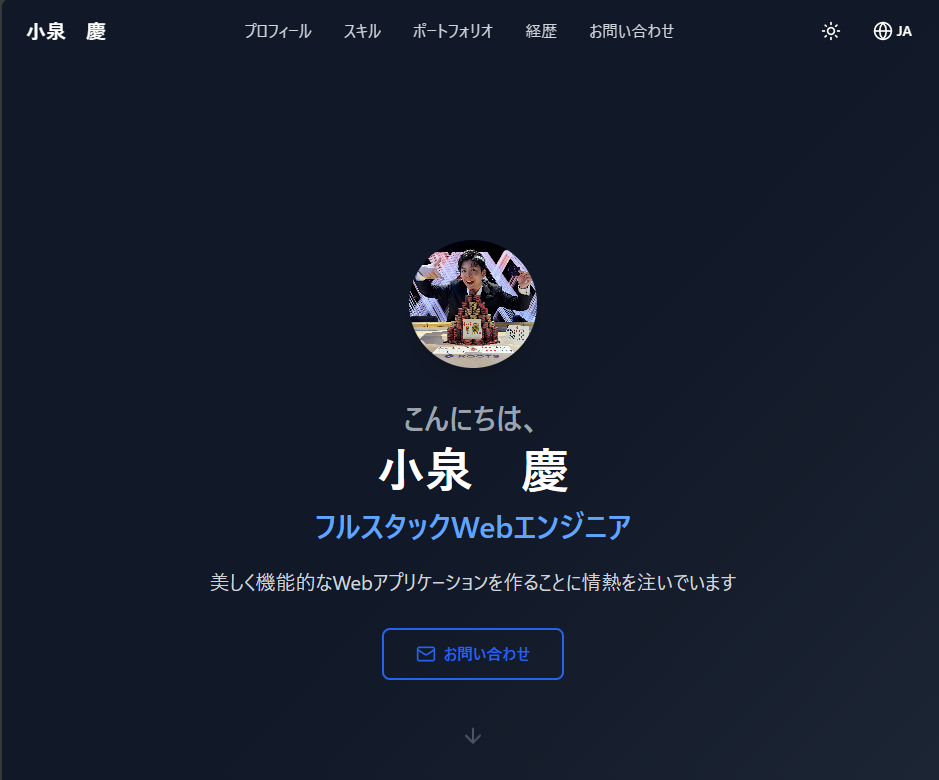 小泉　慶
プロフィール
スキル
ポートフォリオ
経歴
お問い合わせ
JA
こんにちは、
小泉　慶
フルスタックWebエンジニア
美しく機能的なWebアプリケーションを作ることに情熱を注いでいます
お問い合わせ